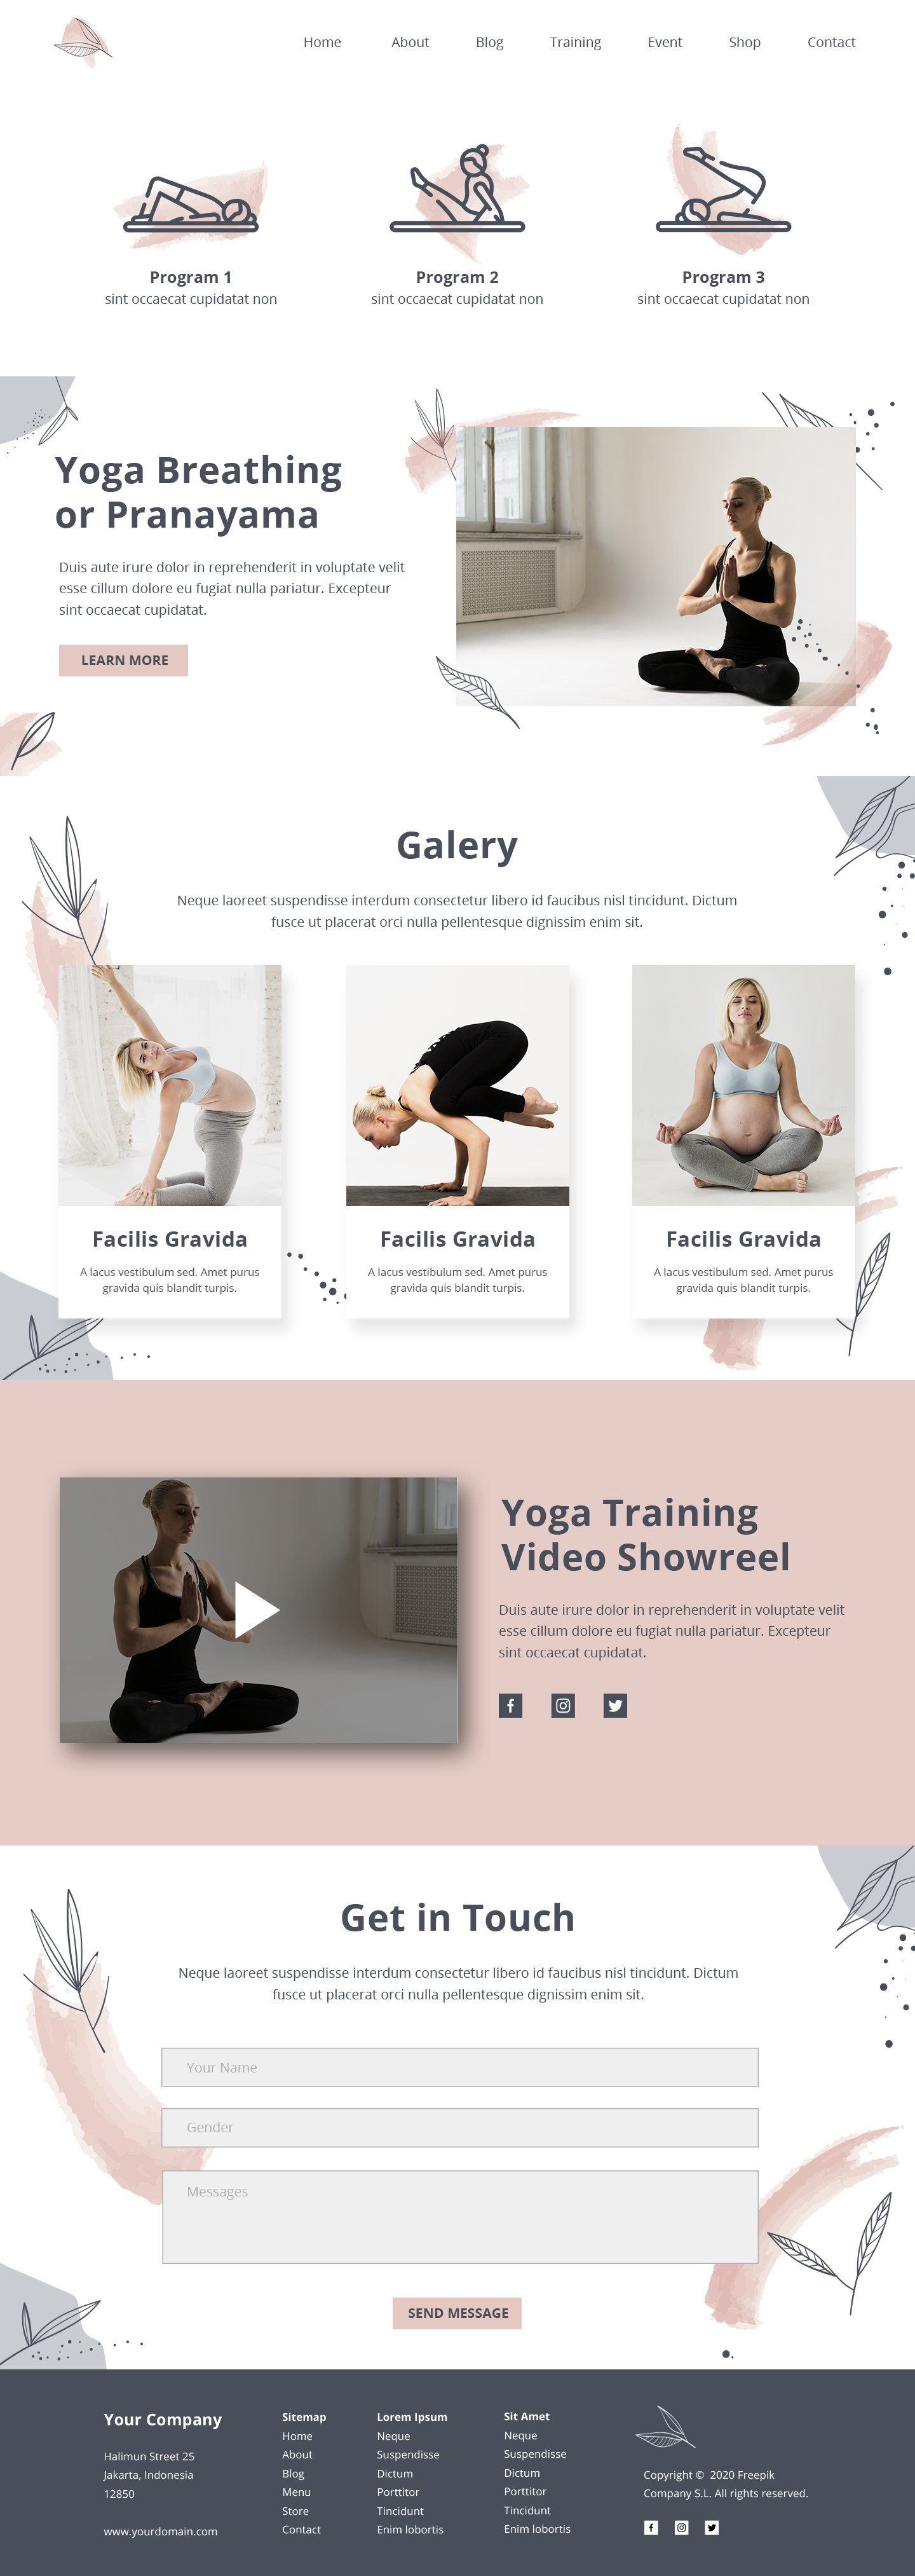 Home About Blog Training Event Shop Contact
Program 1
sint occaecat cupidatat non
Program 2
sint occaecat cupidatat non
Program 3
sint occaecat cupidatat non
Yoga Breathing
or Pranayama
Duis aute irure dolor in reprehenderit in voluptate velit
esse cillum dolore eu fugiat nulla pariatur. Excepteur
sint occaecat cupidatat.
LEARN MORE
Galery
Neque laoreet suspendisse interdum consectetur libero id faucibus nisl tincidunt. Dictum
fusce ut placerat orci nulla pellentesque dignissim enim sit.
Facilis Gravida
A lacus vestibulum sed. Amet purus
gravida quis blandit turpis.
Facilis Gravida
A lacus vestibulum sed. Amet purus
gravida quis blandit turpis.
Facilis Gravida
A lacus vestibulum sed. Amet purus
gravida quis blandit turpis.
Yoga Training
Video Showreel
Duis aute irure dolor in reprehenderit in voluptate velit
esse cillum dolore eu fugiat nulla pariatur. Excepteur
sint occaecat cupidatat.
Get in Touch
Neque laoreet suspendisse interdum consectetur libero id faucibus nisl tincidunt. Dictum
fusce ut placerat orci nulla pellentesque dignissim enim sit.
Your Name
Gender
Messages
SEND MESSAGE
Your Company
Halimun Street 25
Jakarta, Indonesia
12850
www.yourdomain.com
Sitemap
Home
About
Blog
Menu
Store
Contact
Lorem Ipsum
Neque
Suspendisse
Dictum
Porttitor
Tincidunt
Enim lobortis
Sit Amet
Neque
Suspendisse
Dictum
Porttitor
Tincidunt
Enim lobortis
Copyright © 2020 Freepik
Company S.L. All rights reserved.